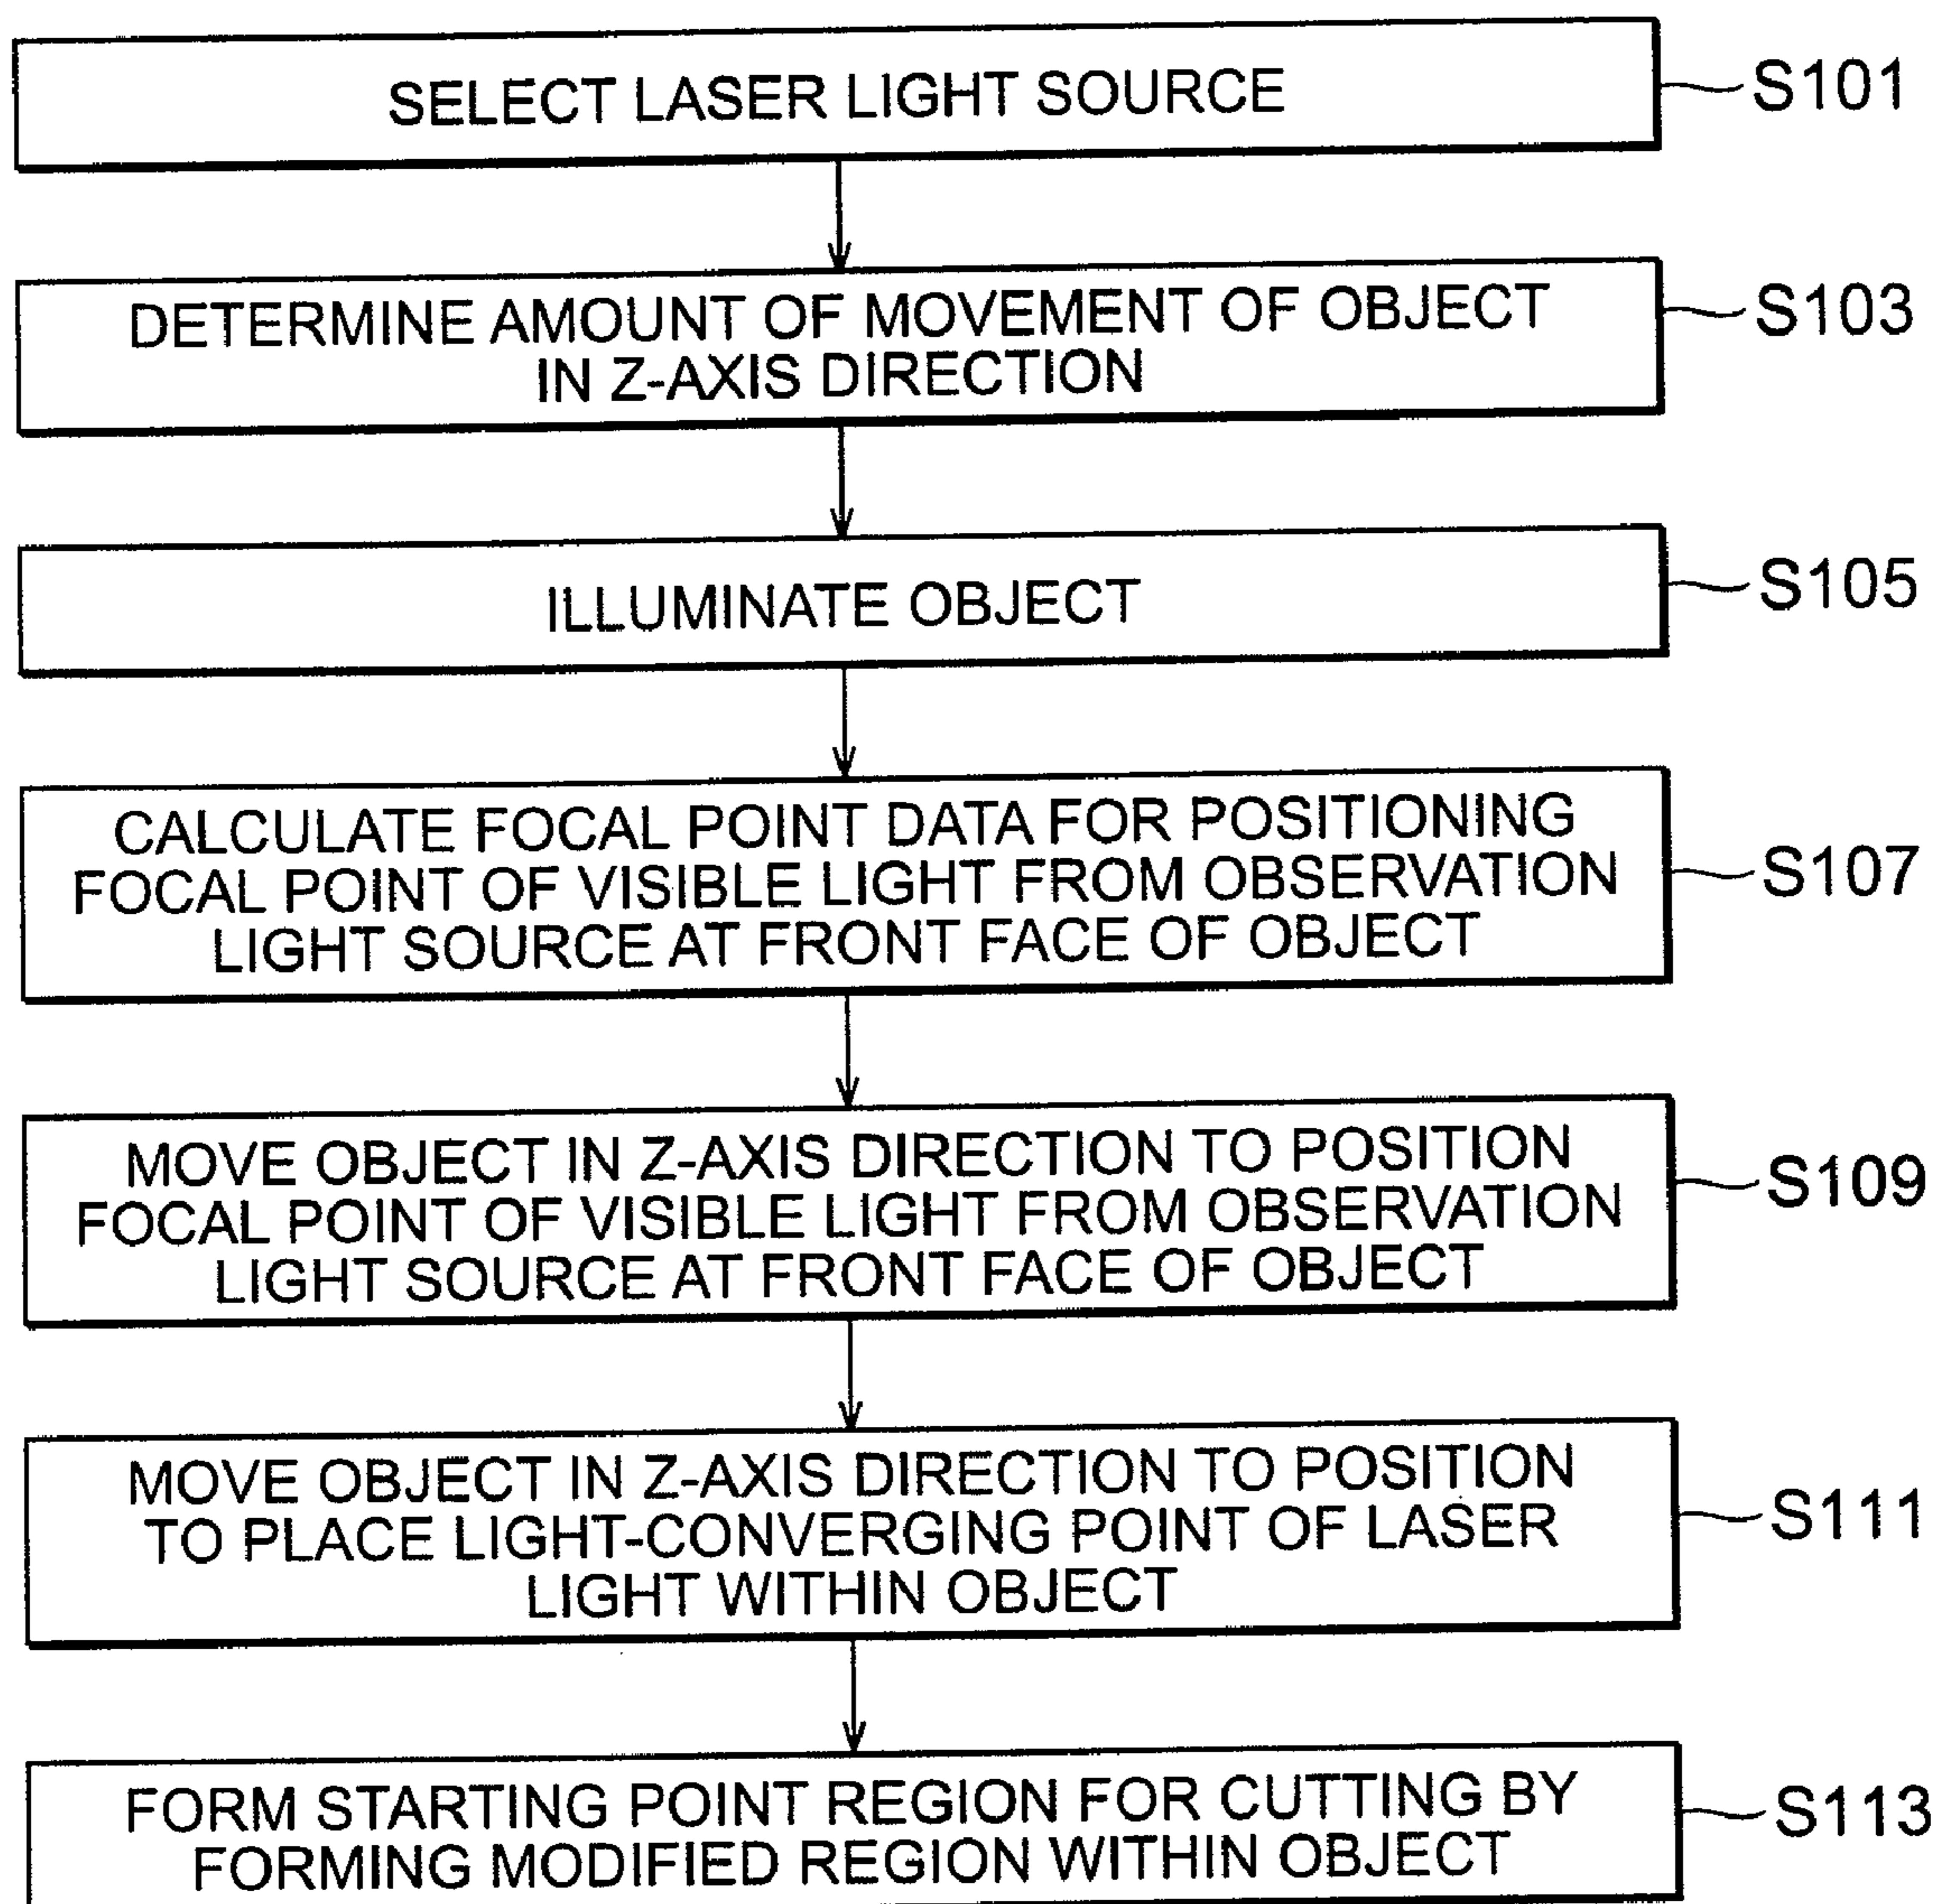 SELECT LASER LIGHT SOURCE
S101
DETERMINE AMOUNT OF MOVEMENT OF OBJECT
IN Z-AXIS DIRECTION
S103
ILLUMINATE OBJECT
S105
CALCULATE FOCAL POINT DATA FOR POSITIONING
FOCAL POINT OF VISIBLE LIGHT FROM OBSERVATION
LIGHT SOURCE AT FRONT FACE OF OBJECT
S107
MOVE OBJECT IN Z-AXIS DIRECTION TO POSITION
FOCAL POINT OF VISIBLE LIGHT FROM OBSERVATION
LIGHT SOURCE AT FRONT FACE OF OBJECT
S109
MOVE OBJECT IN Z-AXIS DIRECTION TO POSITION
TO PLACE LIGHT-CONVERGING POINT OF LASER
LIGHT WITHIN OBJECT
S111
FORM STARTING POINT REGION FOR CUTTING BY
FORMING MODIFIED REGION WITHIN OBJECT
S113